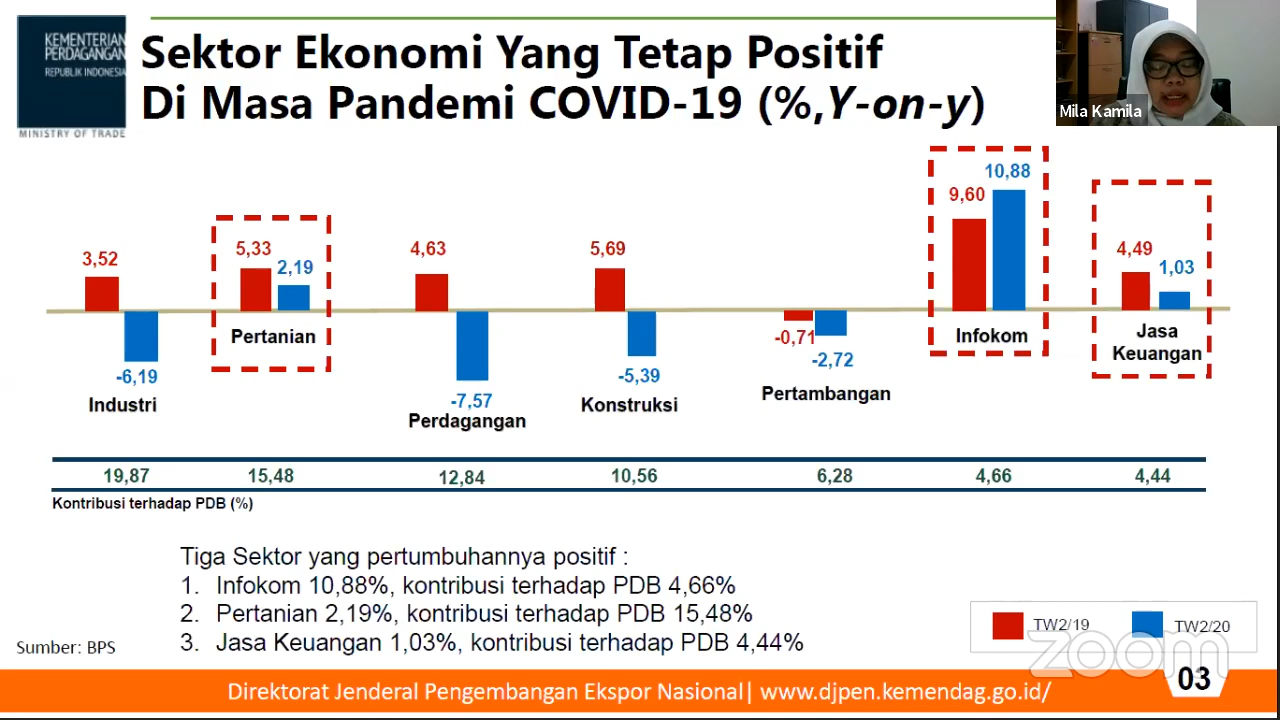 KEMENTERIAN
PERDAGANGAN
REPUBLIK INDONESIA
MINISTRY OF TRADE
Sektor Ekonomi Yang Tetap Positif
Di Masa Pandemi COVID-19 (%,Y-on-y)
Mila Kamila
3,52
-6,19
Industri
5,33
2,19
Pertanian
4,63
-7,57
Perdagangan
5,69
-5,39
Konstruksi
-0,71
-2,72
Pertambangan
9,60
10,88
Infokom
4,49
1,03
Jasa
Keuangan
19,87 15,48 12,84 10,56 6,28 4,66 4,44
Kontribusi terhadap PDB (%)
Tiga Sektor yang pertumbuhannya positif :
1. Infokom 10,88%, kontribusi terhadap PDB 4,66%
2. Pertanian 2,19%, kontribusi terhadap PDB 15,48%
3. Jasa Keuangan 1,03%, kontribusi terhadap PDB 4,44%
TW2/19 TW2/20
zoom
Sumber: BPS
Direktorat Jenderal Pengembangan Ekspor Nasional| www.djpen.kemendag.go.id/
03